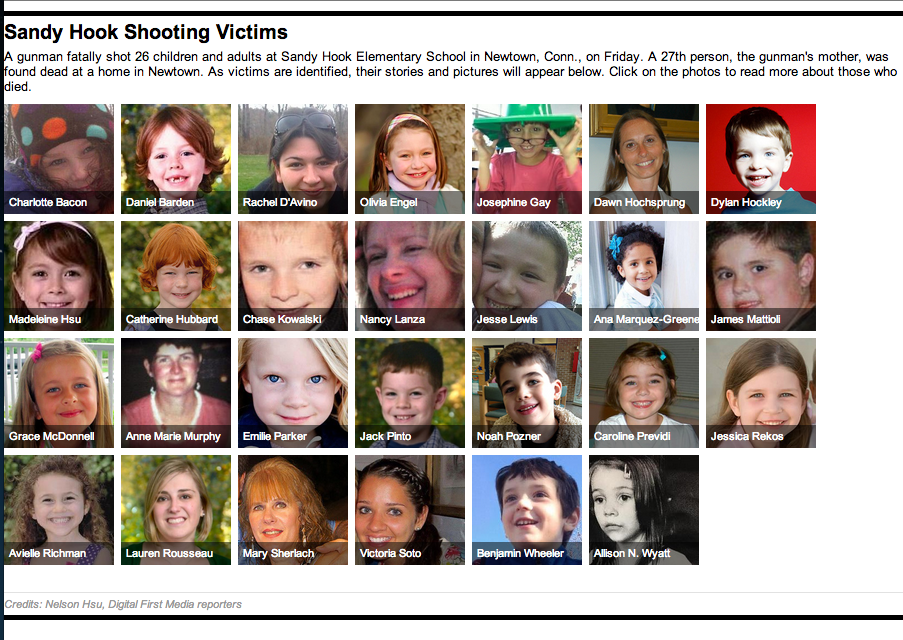 Sandy Hook Shooting Victims
A gunman fatally shot 26 children and adults at Sandy Hook Elementary School in Newtown, Conn., on Friday. A 27th person, the gunman's mother, was
found dead at a home in Newtown. As victims are identified, their stories and pictures will appear below. Click on the photos to read more about those who
died.
Charlotte Bacon
Daniel Barden
Rachel D'Avino
Olivia Engel
Josephine Gay
Dawn Hochsprung
Dylan Hockley
Madeleine Hsu
Catherine Hubbard
Chase Kowalski
Nancy Lanza
Jesse Lewis
Ana Marquez-Greene
James Mattioli
Grace McDonnell
Anne Marie Murphy
Emilie Parker
Jack Pinto
Noah Pozner
Caroline Previdi
Jessica Rekos
Avielle Richman
Lauren Rousseau
Mary Sherlach
Victoria Soto
Benjamin Wheeler
Allison N. Wyatt
Credits: Nelson Hsu, Digital First Media reporters